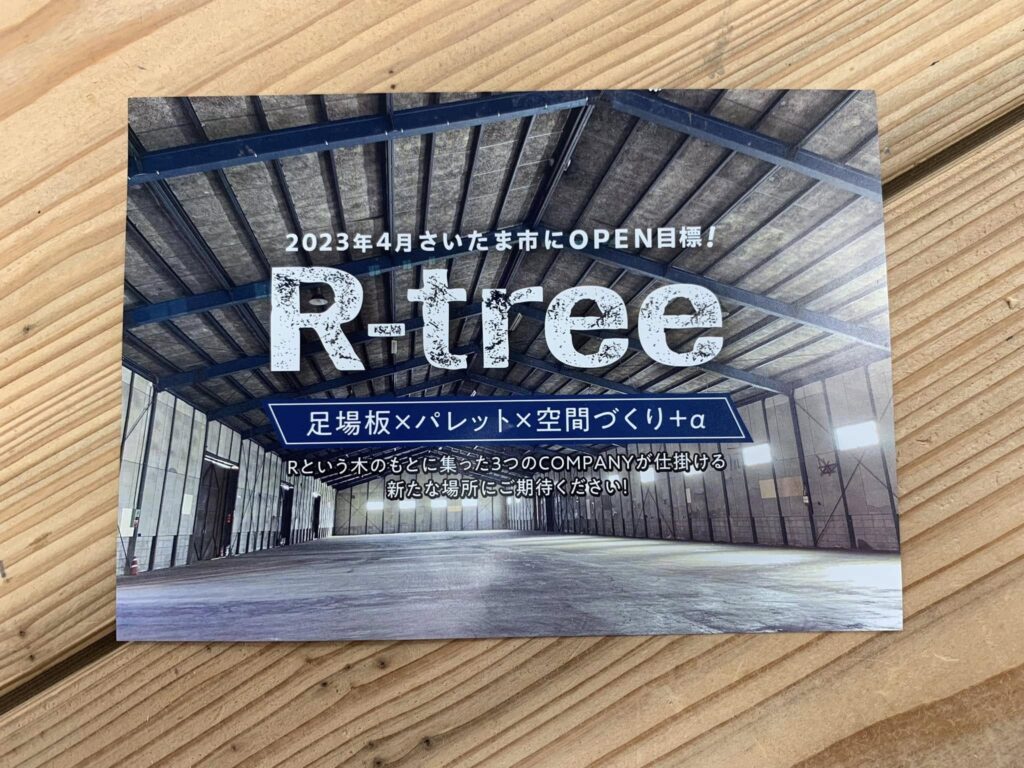 2023年4月さいたま市にOPEN目標!
R-tree
足場板×パレット×空間づくり+α
Rという木のもとに集った3つのCOMPANYが仕掛ける
新たな場所にご期待ください!